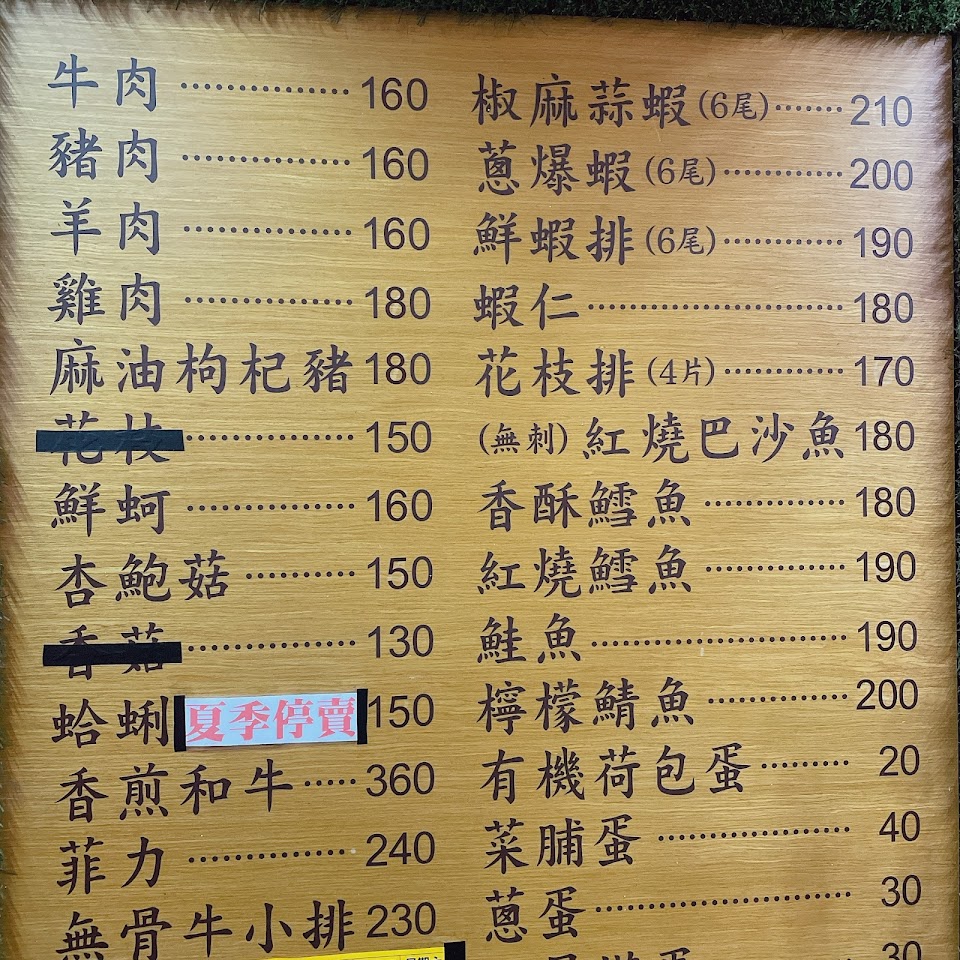 牛肉 160
豬肉 160
羊肉 160
雞肉 180
麻油枸杞豬 180
花枝 150
鮮蚵 160
杏鮑菇 150
香菇 130
蛤蜊 夏季停賣 150
香煎和牛 360
菲力 240
無骨牛小排 230
椒麻蒜蝦(6尾) 210
蔥爆蝦(6尾) 200
鮮蝦排(6尾) 190
蝦仁 180
花枝排(4片) 170
(無刺)紅燒巴沙魚 180
香酥鱈魚 180
紅燒鱈魚 190
鮭魚 190
檸檬鯖魚 200
有機荷包蛋 20
菜脯蛋 40
蔥蛋 30
蛋 30